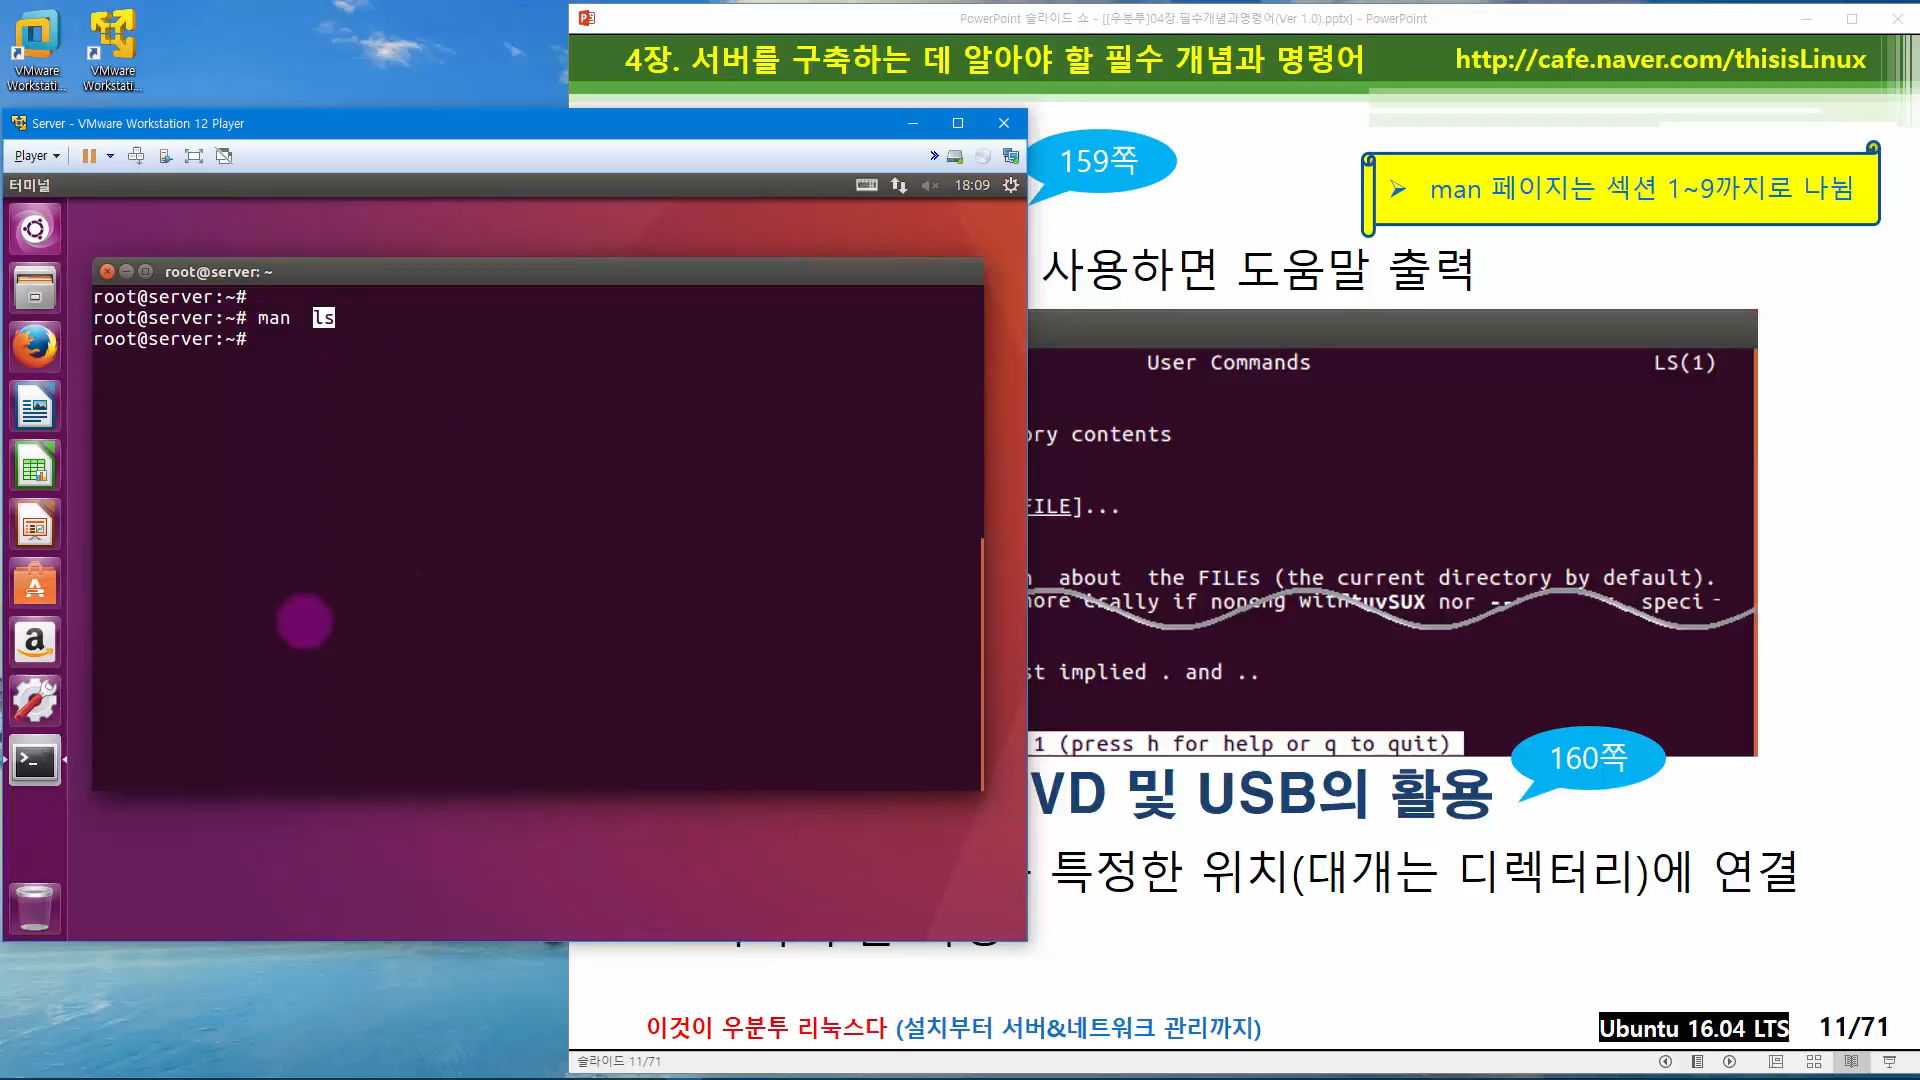 VMware Workstati...
VMware Workstati...
PowerPoint 슬라이드 쇼 - [[우분투]04장.필수개념과명령어(Ver 1.0).pptx] - PowerPoint
4장. 서버를 구축하는 데 알아야 할 필수 개념과 명령어
http://cafe.naver.com/thisisLinux
Server - VMware Workstation 12 Player
Player
159쪽
man 페이지는 섹션 1~9까지로 나뉨
터미널
18:09
사용하면 도움말 출력
root@server: ~
root@server:~#
root@server:~# man  ls
root@server:~#
User Commands
LS(1)
ory contents
FILE]...
about  the FILEs (the current directory by default).
nor
speci -
st implied . and ..
1 (press h for help or q to quit)
160쪽
VD 및 USB의 활용
특정한 위치(대개는 디렉터리)에 연결
이것이 우분투 리눅스다 (설치부터 서버&네트워크 관리까지)
Ubuntu 16.04 LTS
11/71
슬라이드 11/71